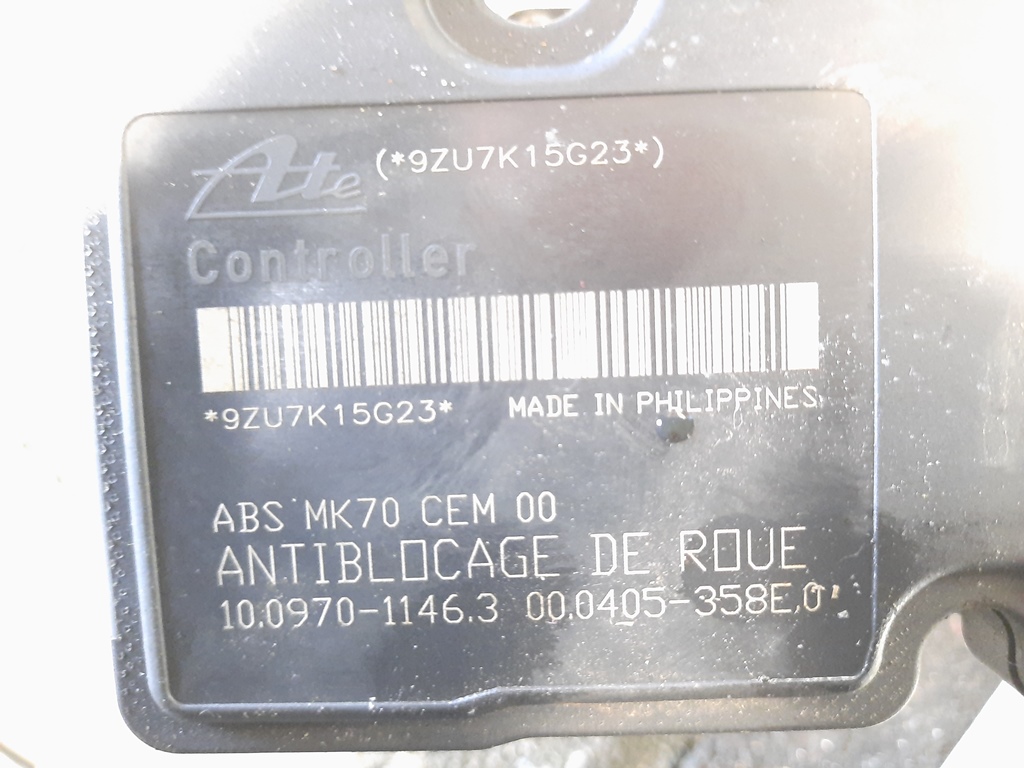 Ate (*9ZU7K15G23*)
Controller
*9ZU7K15G23* MADE IN PHILIPPINES
ABS MK70 CEM 00
ANTIBLOCAGE DE ROUE
10.0970-1146.3 00.0405-358E.0